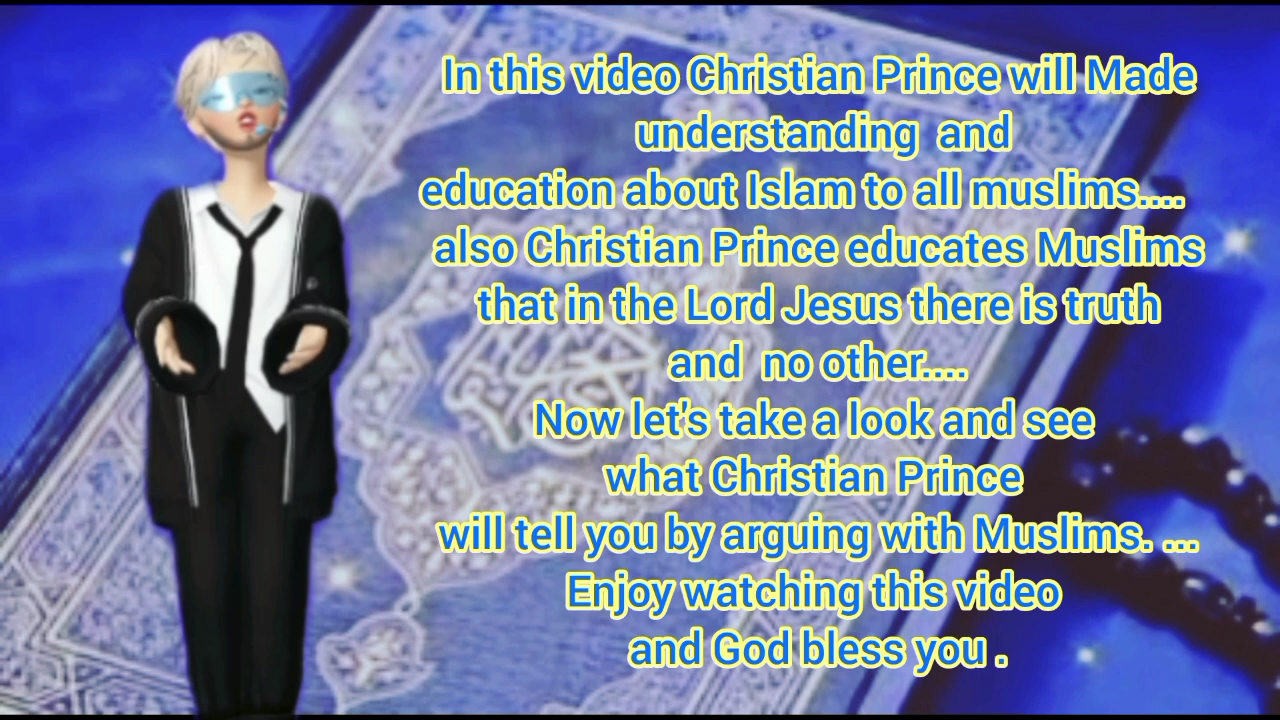 In this video Christian Prince will Made
understanding and
education about Islam to all muslims....
also Christian Prince educates Muslims
that in the Lord Jesus there is truth
and no other....
Now let's take a look and see
what Christian Prince
will tell you by arguing with Muslims. ...
Enjoy watching this video
and God bless you .